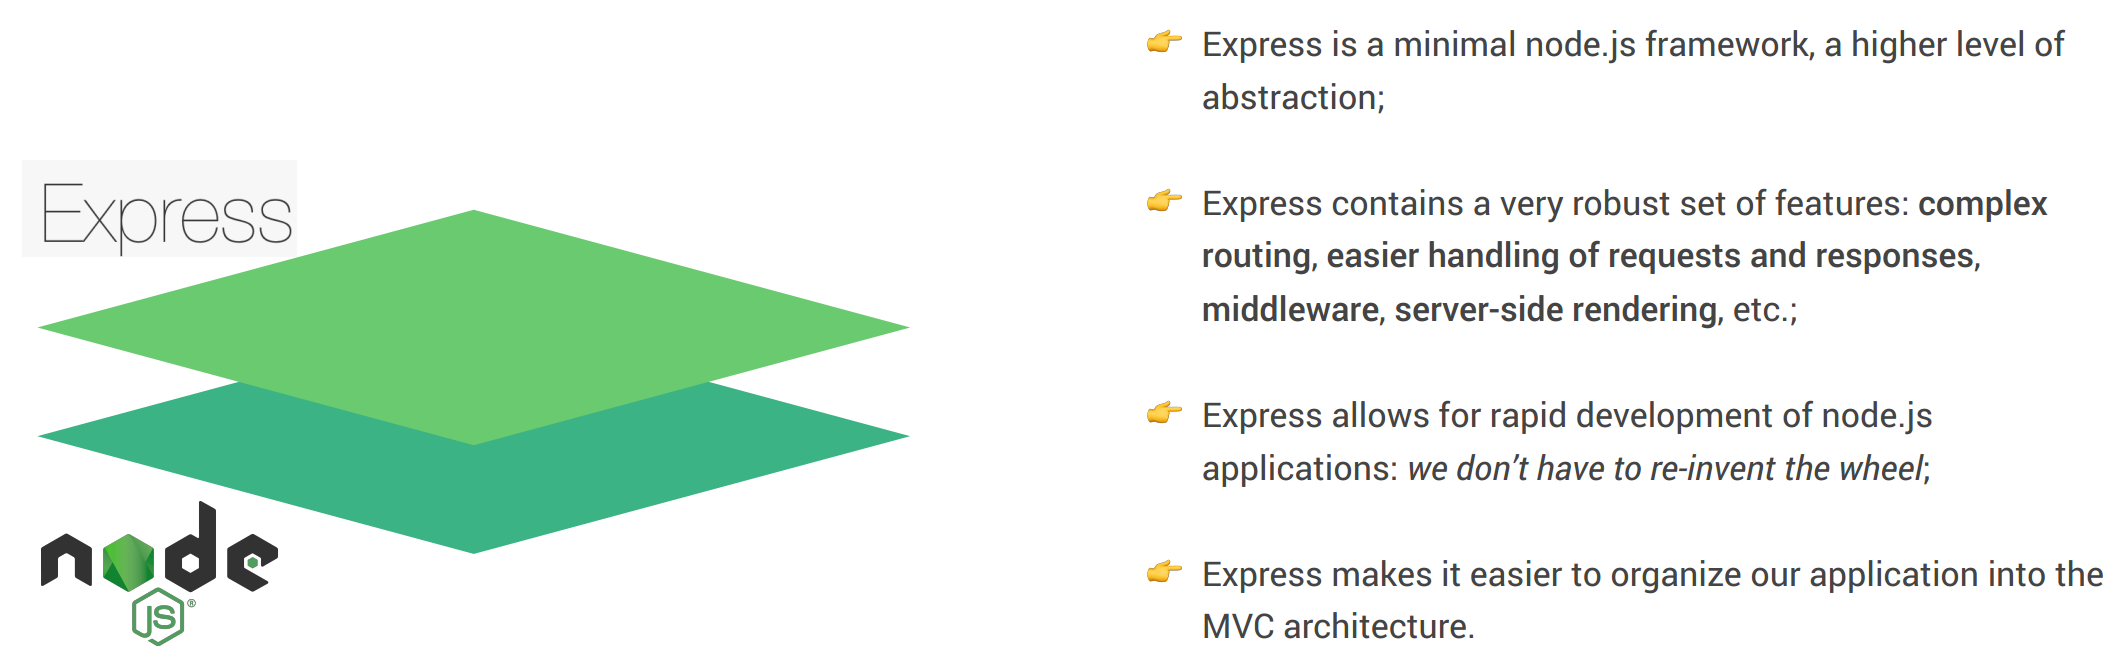 Express
node
JS®
👉 Express is a minimal node.js framework, a higher level of
abstraction;
👉 Express contains a very robust set of features: complex
routing, easier handling of requests and responses,
middleware, server-side rendering, etc.;
👉 Express allows for rapid development of node.js
applications: we don’t have to re-invent the wheel;
👉 Express makes it easier to organize our application into the
MVC architecture.